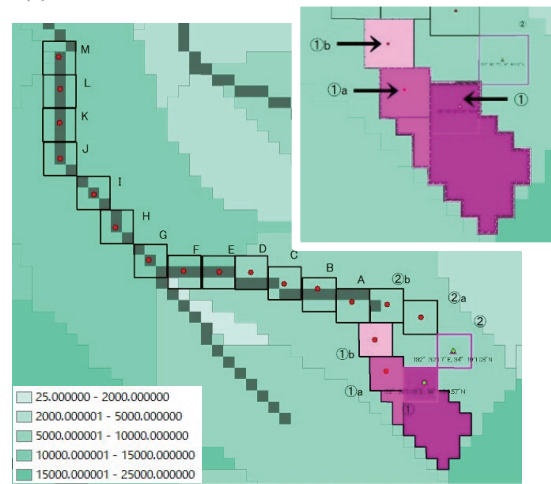 ②
①b
①a
①
M
L
K
J
I
H
G
F
E
D
C
B
A
②b
②a
②
①b
①a
①
25.000000 - 2000.000000
2000.000001 - 5000.000000
5000.000001 - 10000.000000
10000.000001 - 15000.000000
15000.000001 - 25000.000000